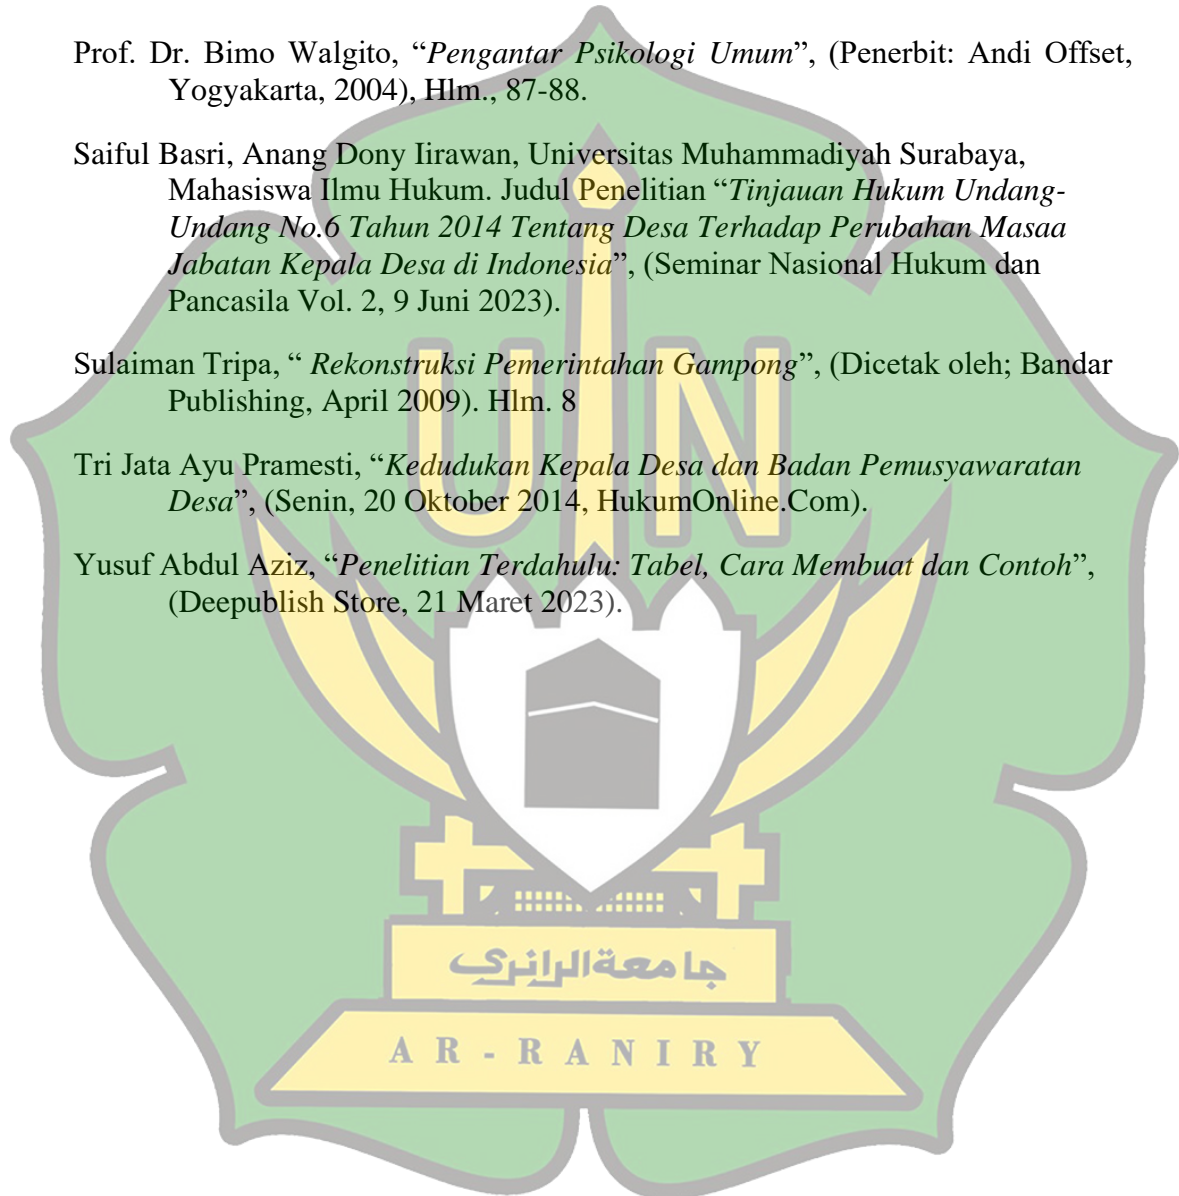 Prof. Dr. Bimo Walgito, “Pengantar Psikologi Umum”, (Penerbit: Andi Offset,
Yogyakarta, 2004), Hlm., 87-88.
Saiful Basri, Anang Dony Iirawan, Universitas Muhammadiyah Surabaya,
Mahasiswa Ilmu Hukum. Judul Penelitian “Tinjauan Hukum Undang-
Undang No.6 Tahun 2014 Tentang Desa Terhadap Perubahan Masaa
Jabatan Kepala Desa di Indonesia”, (Seminar Nasional Hukum dan
Pancasila Vol. 2, 9 Juni 2023).
Sulaiman Tripa, “ Rekonstruksi Pemerintahan Gampong”, (Dicetak oleh; Bandar
Publishing, April 2009). Hlm. 8
Tri Jata Ayu Pramesti, “Kedudukan Kepala Desa dan Badan Pemusyawaratan
Desa”, (Senin, 20 Oktober 2014, HukumOnline.Com).
Yusuf Abdul Aziz, “Penelitian Terdahulu: Tabel, Cara Membuat dan Contoh”,
(Deepublish Store, 21 Maret 2023).
UIN
جامعةالرانري
AR-RANIRY